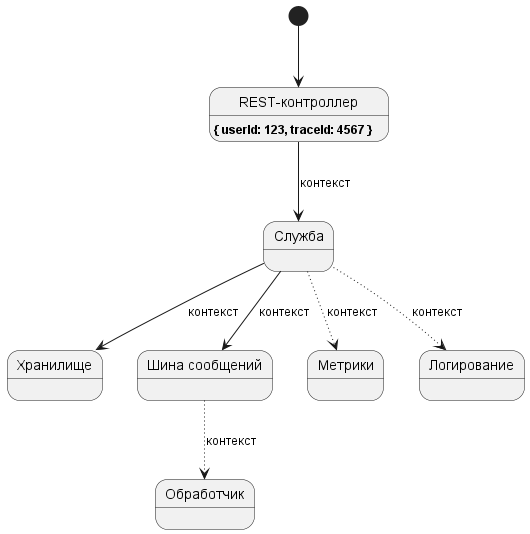 REST-контроллер
{ userId: 123, traceId: 4567 }
контекст
Служба
контекст
контекст
контекст
контекст
Хранилище
Шина сообщений
Метрики
Логирование
контекст
Обработчик